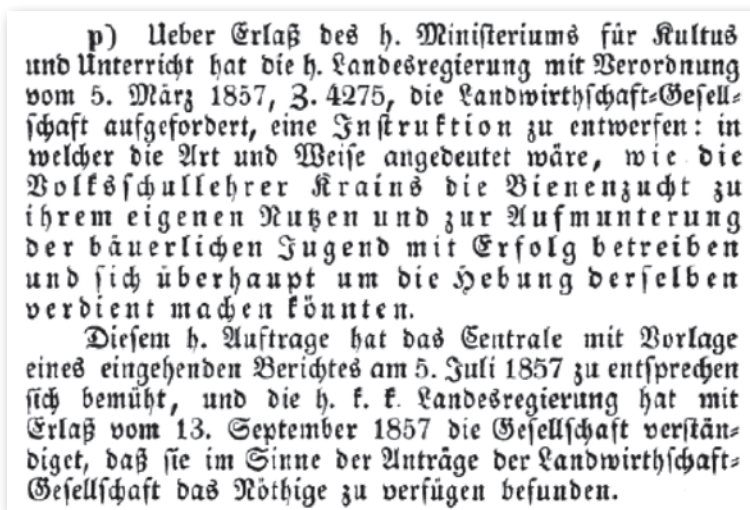 p) Ueber Erlaß des h. Ministeriums für Kultus
und Unterricht hat die h. Landesregierung mit Verordnung
vom 5. März 1857, Z. 4275, die Landwirthschaft-Gesell-
schaft aufgefordert, eine Instruktion zu entwerfen: in
welcher die Art und Weise angedeutet wäre, wie die
Volksschullehrer Krains die Bienenzucht zu
ihrem eigenen Nutzen und zur Aufmunterung
der bäuerlichen Jugend mit Erfolg betreiben
und sich überhaupt um die Hebung derselben
verdient machen könnten.
Diesem h. Auftrage hat das Centrale mit Vorlage
eines eingehenden Berichtes am 5. Juli 1857 zu entsprechen
sich bemüht, und die h. k. k. Landesregierung hat mit
Erlaß vom 13. September 1857 die Gesellschaft verstän-
diget, daß sie im Sinne der Anträge der Landwirthschaft-
Gesellschaft das Nöthige zu verfügen befunden.